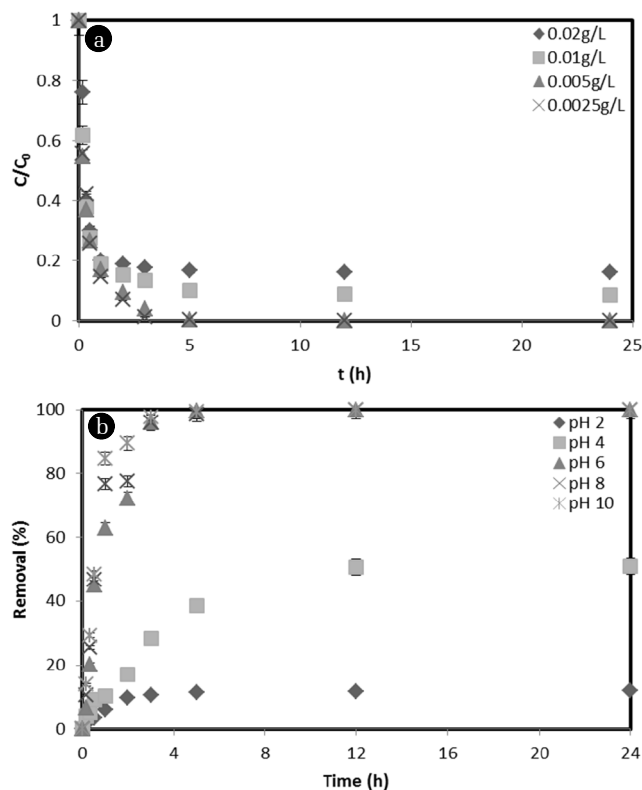 a
0.02g/L
0.01g/L
0.005g/L
0.0025g/L
1
0.8
0.6
0.4
0.2
0
C/C0
0 5 10 15 20 25
t (h)
b
pH 2
pH 4
pH 6
pH 8
pH 10
100
80
60
40
20
0
Removal (%)
0 4 8 12 16 20 24
Time (h)